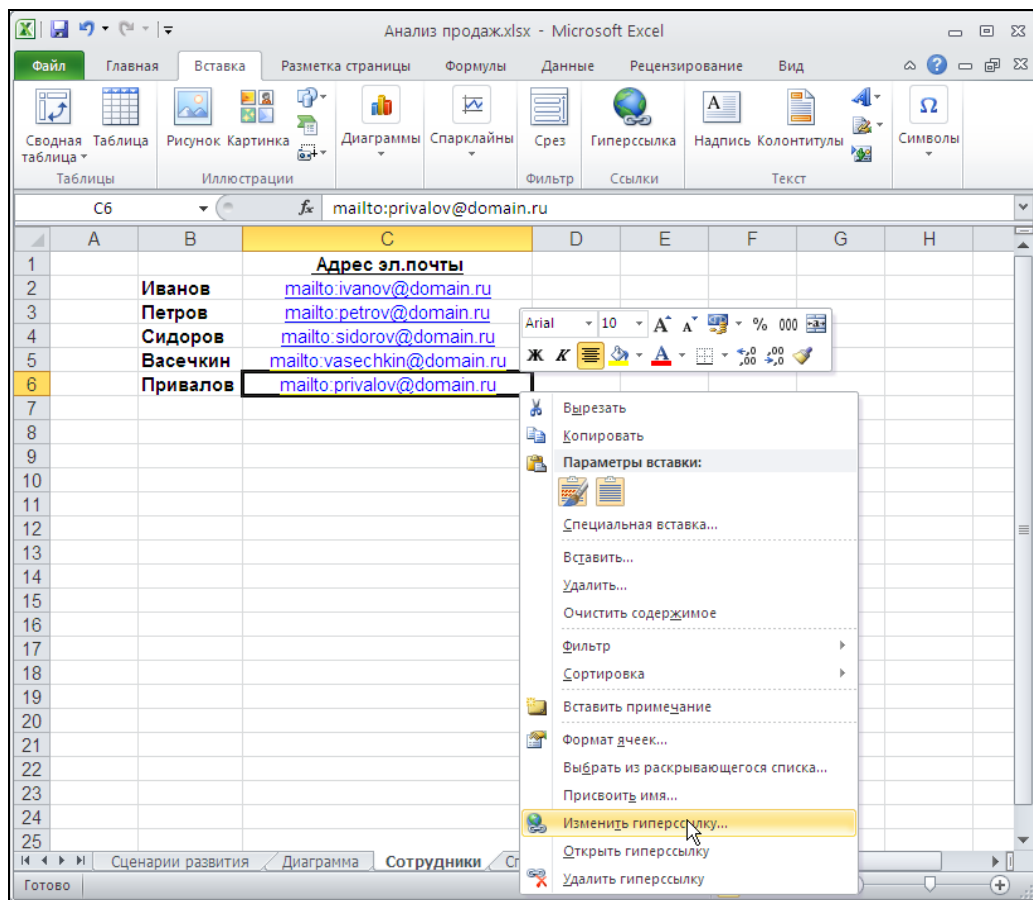 Анализ продаж.xlsx - Microsoft Excel
Файл Главная Вставка Разметка страницы Формулы Данные Рецензирование Вид
Сводная таблица Таблица Рисунок Картинка Диаграммы Спарклайны Срез Гиперссылка Надпись Колонтитулы Символы
Таблицы Иллюстрации Фильтр Ссылки Текст
C6 fx mailto:privalov@domain.ru
A B C D E F G H
1 Адрес эл.почты
2 Иванов mailto:ivanov@domain.ru
3 Петров mailto:petrov@domain.ru
4 Сидоров mailto:sidorov@domain.ru
5 Васечкин mailto:vasechkin@domain.ru
6 Привалов mailto:privalov@domain.ru
Arial 10 A A % 000
Ж К А ,00 ,0 ,00
7
8
9
10
11
12
13
14
15
16
17
18
19
20
21
22
23
24
25
Вырезать
Копировать
Параметры вставки:
Специальная вставка...
Вставить...
Удалить...
Очистить содержимое
Фильтр
Сортировка
Вставить примечание
Формат ячеек...
Выбрать из раскрывающегося списка...
Присвоить имя...
Изменить гиперссылку...
Открыть гиперссылку
Удалить гиперссылку
Сценарии развития Диаграмма Сотрудники
Готово